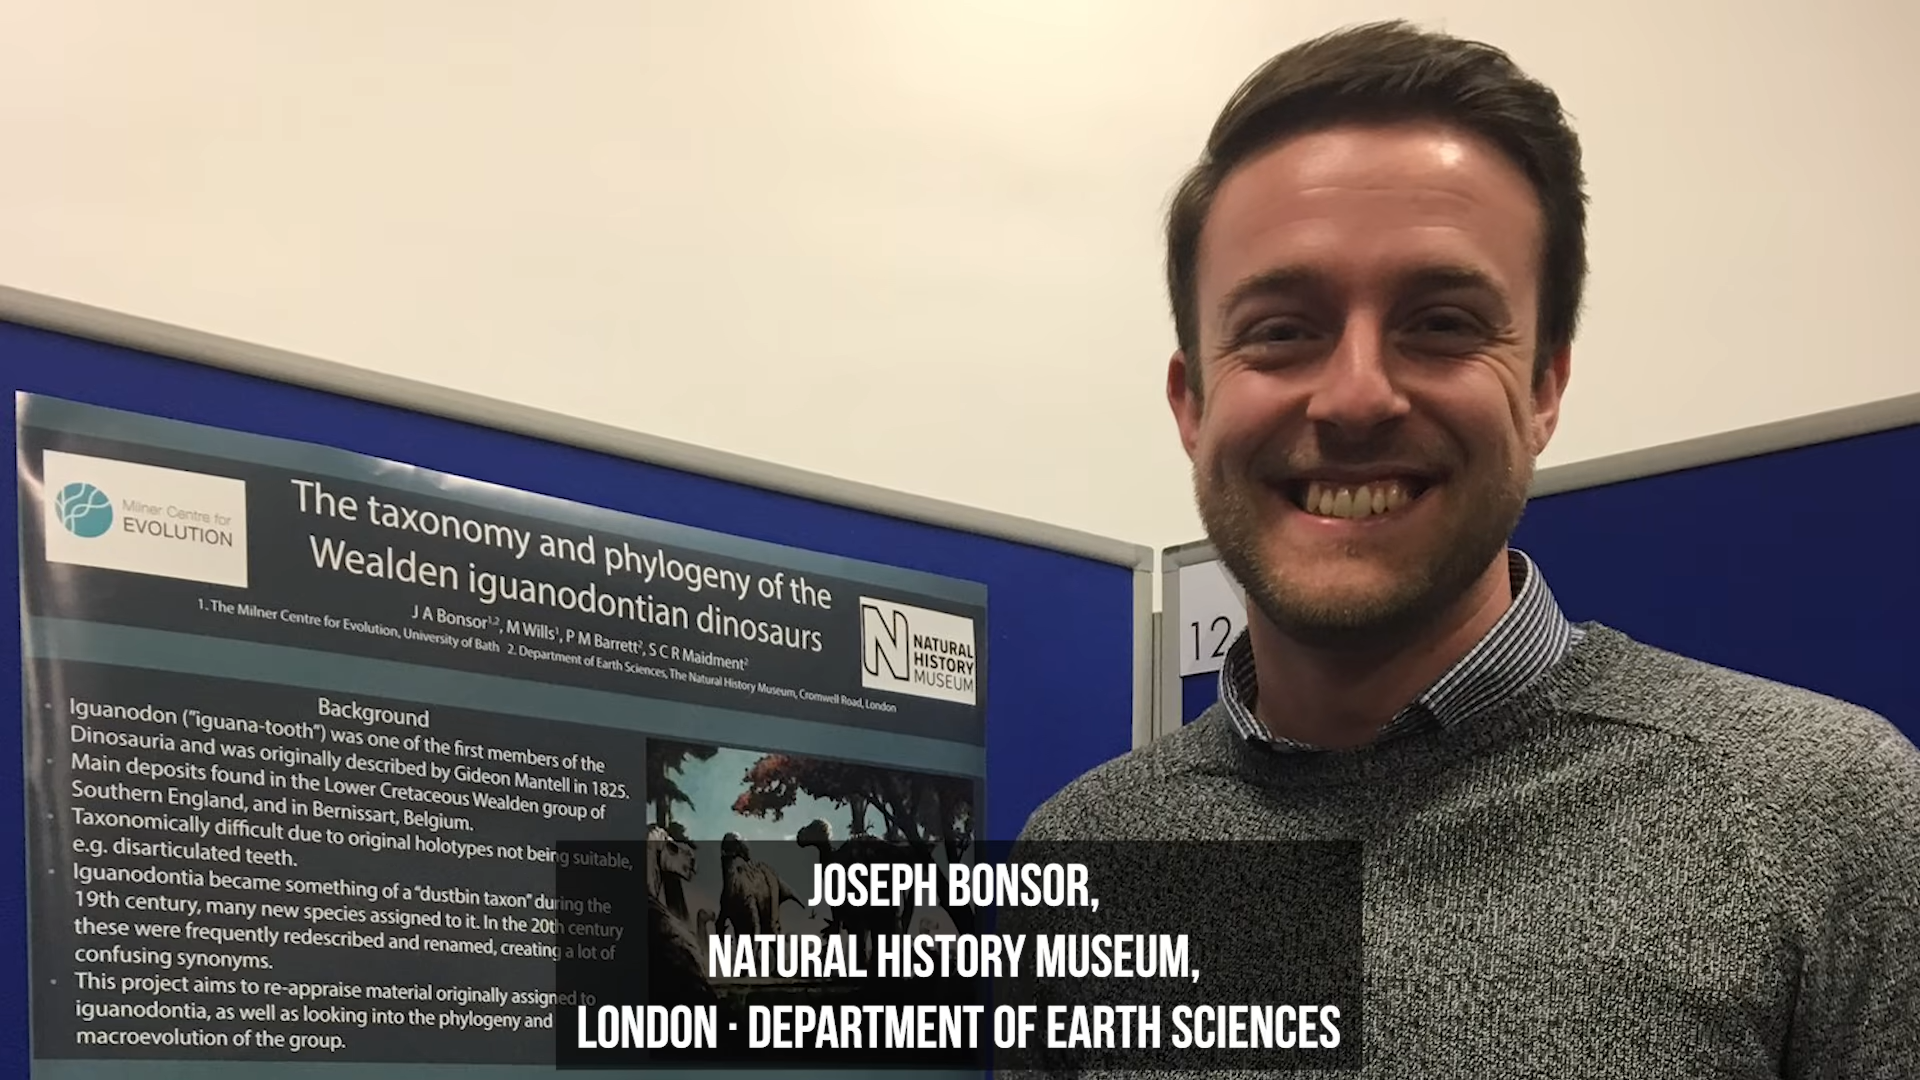 Milner Centre for
EVOLUTION
The taxonomy and phylogeny of the
Wealden iguanodontian dinosaurs
J A Bonsor¹,², M Wills¹, P M Barrett², S C R Maidment²
1. The Milner Centre for Evolution, University of Bath 2. Department of Earth Sciences, The Natural History Museum, Cromwell Road, London
N NATURAL
HISTORY
MUSEUM
12
Background
Iguanodon ("iguana-tooth") was one of the first members of the
Dinosauria and was originally described by Gideon Mantell in 1825.
Main deposits found in the Lower Cretaceous Wealden group of
Southern England, and in Bernissart, Belgium.
Taxonomically difficult due to original holotypes not being suitable,
e.g. disarticulated teeth.
Iguanodontia became something of a "dustbin taxon" during the
19th century, many new species assigned to it. In the 20th century
these were frequently redescribed and renamed, creating a lot of
confusing synonyms.
This project aims to re-appraise material originally assigned to
iguanodontia, as well as looking into the phylogeny and
macroevolution of the group.
JOSEPH BONSOR,
NATURAL HISTORY MUSEUM,
LONDON · DEPARTMENT OF EARTH SCIENCES